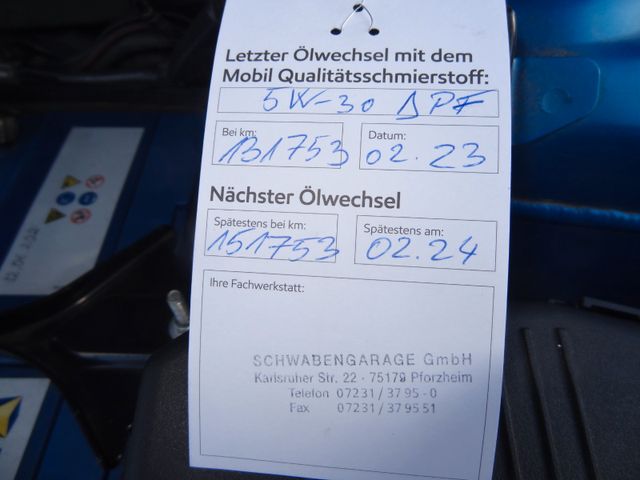 Letzter Ölwechsel mit dem
Mobil Qualitätsschmierstoff:
5W-30 DPF
Bei km: Datum:
131753 02.23
Nächster Ölwechsel
Spätestens bei km: Spätestens am:
151753 02.24
Ihre Fachwerkstatt:
SCHWABENGARAGE GmbH
Karlsruher Str. 22 - 75179 Pforzheim
Telefon 07231/3795-0
Fax 07231/379551